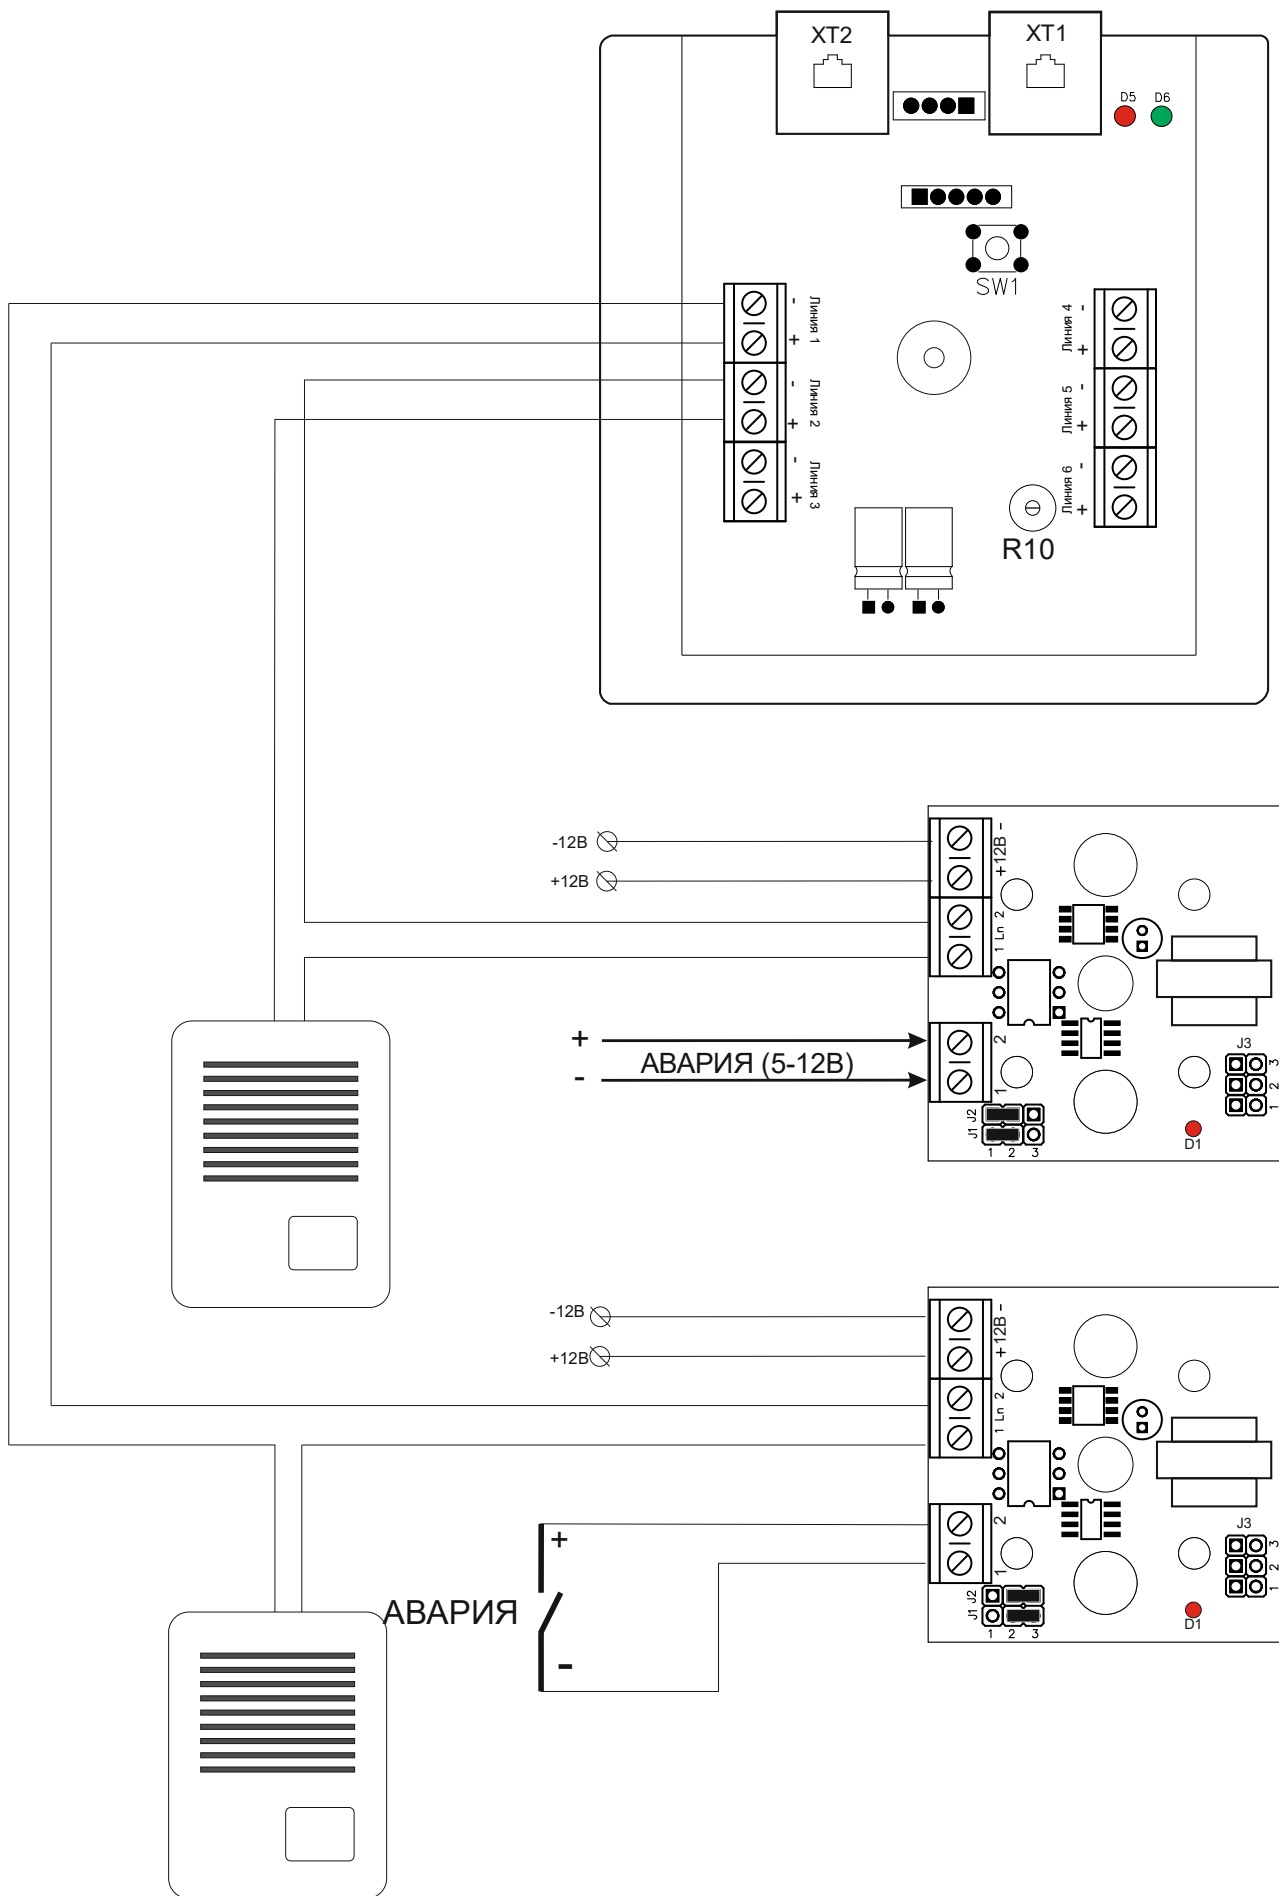 XT2
XT1
D5
D6
SW1
-
Линия 1
+
-
Линия 2
+
-
Линия 3
+
Линия 4
-
+
Линия 5
-
+
Линия 6
-
+
R10
-12В
+12В
+12В -
1 Ln 2
+
АВАРИЯ (5-12В)
-
2
1
J3
3
2
1
J2
J1
1 2 3
D1
-12В
+12В
+12В -
1 Ln 2
+
АВАРИЯ
-
2
1
J3
3
2
1
J2
J1
1 2 3
D1